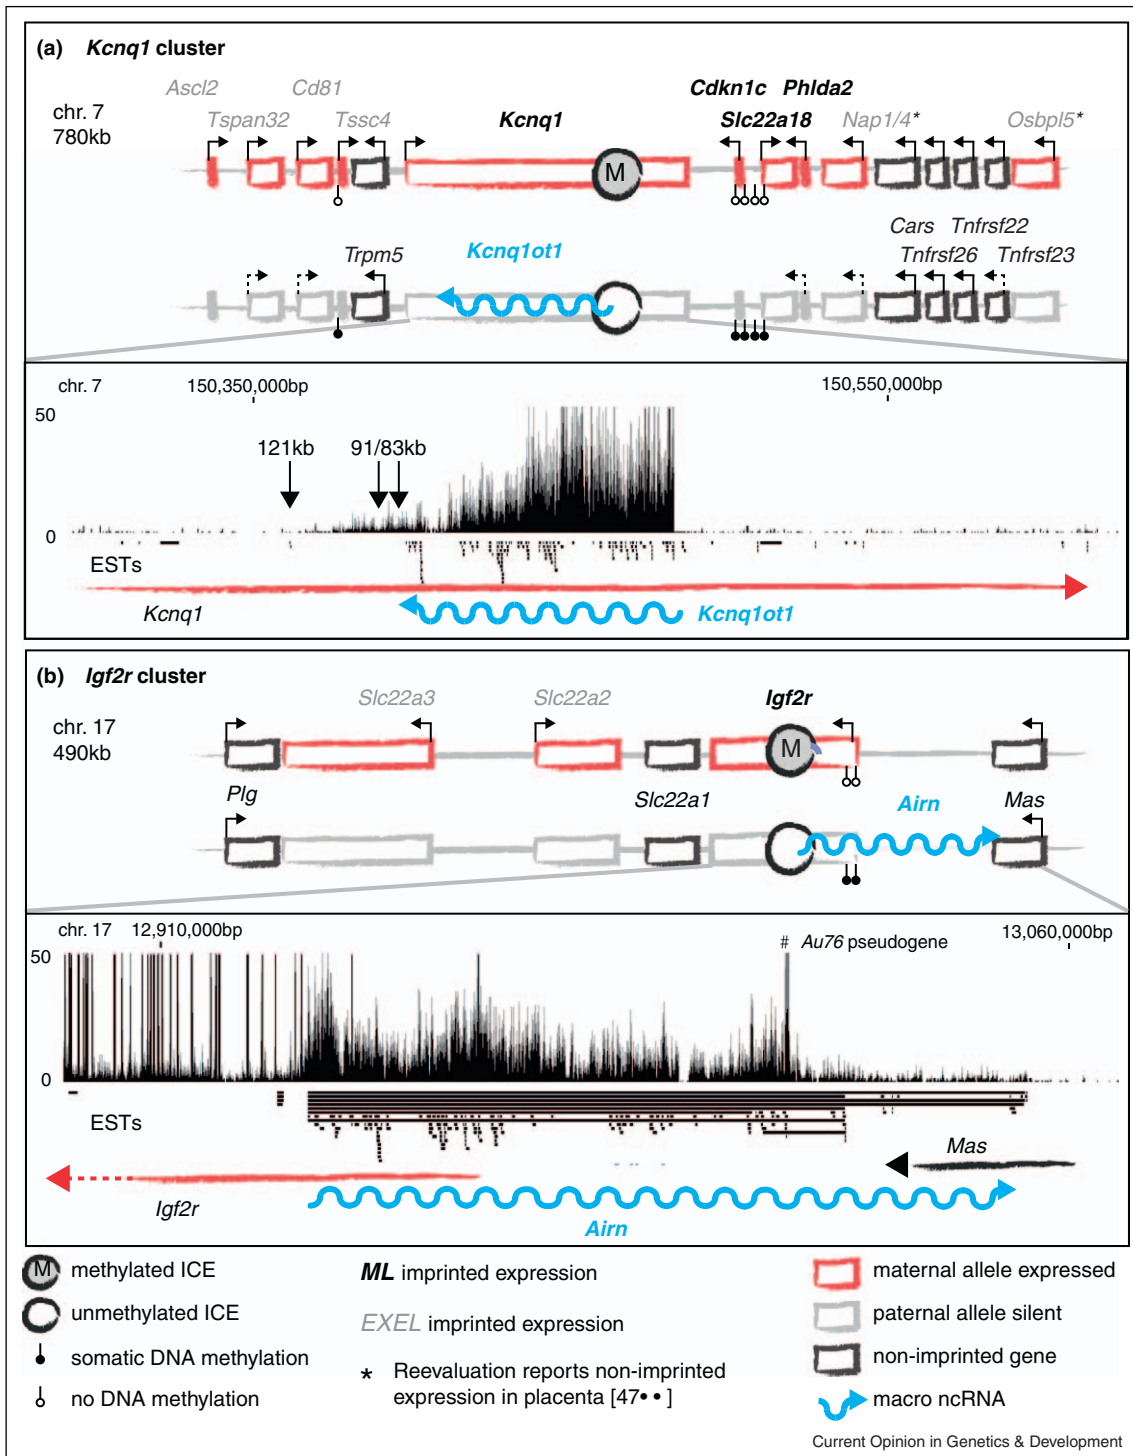 (a) Kcnq1 cluster
Ascl2 Cd81 Cdkn1c Phlda2
chr. 7
780kb
Tspan32 Tssc4 Kcnq1 Slc22a18 Nap1/4* Osbpl5*
M
Cars Tnfrsf22
Trpm5 Kcnq1ot1 Tnfrsf26 Tnfrsf23
chr. 7 150,350,000bp 150,550,000bp
50
121kb 91/83kb
0
ESTs
Kcnq1 Kcnq1ot1
(b) Igf2r cluster
Slc22a3 Slc22a2 Igf2r
chr. 17
490kb
M
Plg Slc22a1 Airn Mas
chr. 17 12,910,000bp # Au76 pseudogene 13,060,000bp
50
0
ESTs
Mas
Igf2r
Airn
M methylated ICE
unmethylated ICE
somatic DNA methylation
no DNA methylation
ML imprinted expression
EXEL imprinted expression
* Reevaluation reports non-imprinted
expression in placenta [47••]
maternal allele expressed
paternal allele silent
non-imprinted gene
macro ncRNA
Current Opinion in Genetics & Development